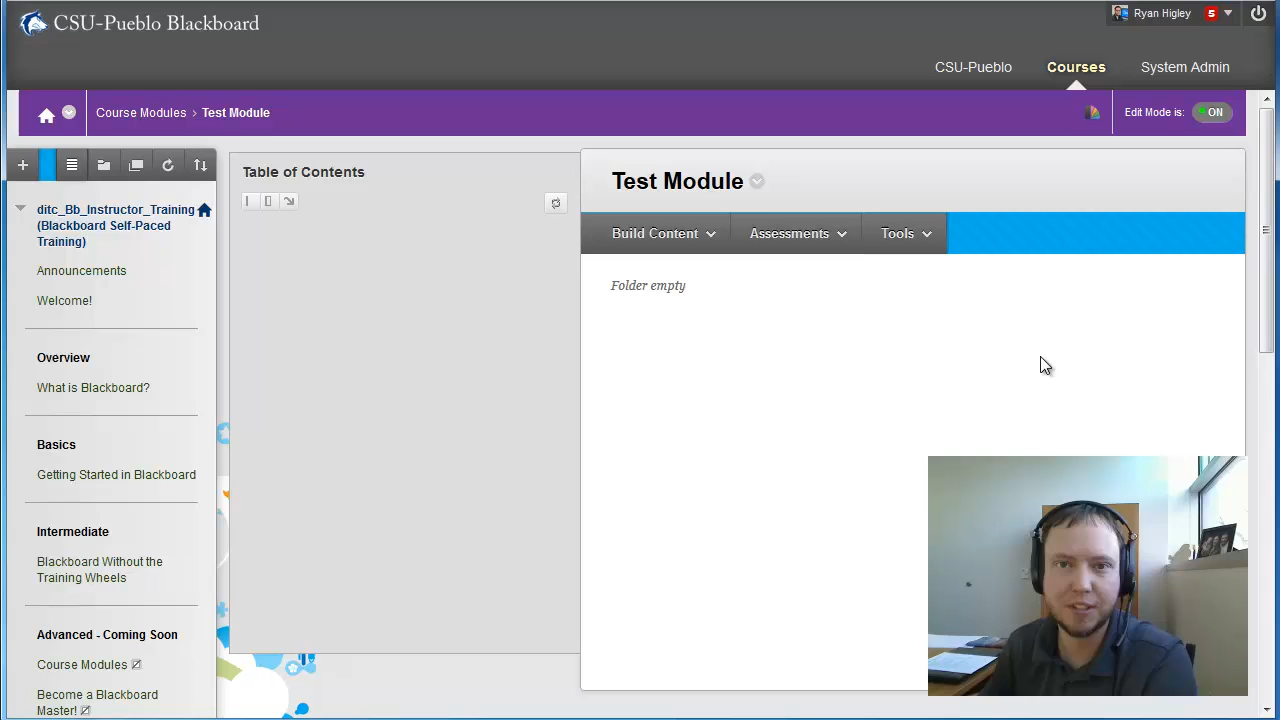 CSU-Pueblo Blackboard
Ryan Higley
5
CSU-Pueblo
Courses
System Admin
Course Modules > Test Module
Edit Mode is:
ON
ditc_Bb_Instructor_Training
(Blackboard Self-Paced
Training)
Announcements
Welcome!
Overview
What is Blackboard?
Basics
Getting Started in Blackboard
Intermediate
Blackboard Without the
Training Wheels
Advanced - Coming Soon
Course Modules
Become a Blackboard
Master!
Table of Contents
Test Module
Build Content
Assessments
Tools
Folder empty